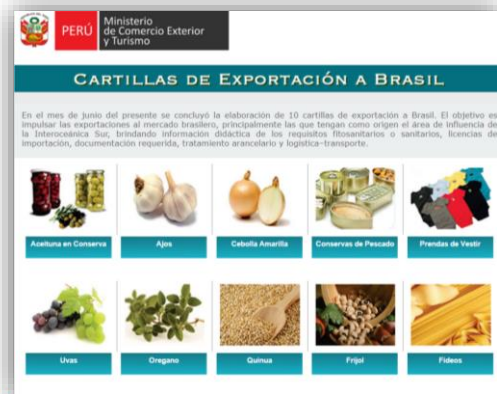 PERÚ
Ministerio
de Comercio Exterior
y Turismo
CARTILLAS DE EXPORTACIÓN A BRASIL
En el mes de junio del presente se concluyó la elaboración de 10 cartillas de exportación a Brasil. El objetivo es
impulsar las exportaciones al mercado brasilero, principalmente las que tengan como origen el área de influencia de
la Interoceánica Sur, brindando información didáctica de los requisitos fitosanitarios o sanitarios, licencias de
importación, documentación requerida, tratamiento arancelario y logística-transporte.
Aceituna en Conserva
Ajos
Cebolla Amarilla
Conservas de Pescado
Prendas de Vestir
Uvas
Oregano
Quinua
Frijol
Fideos